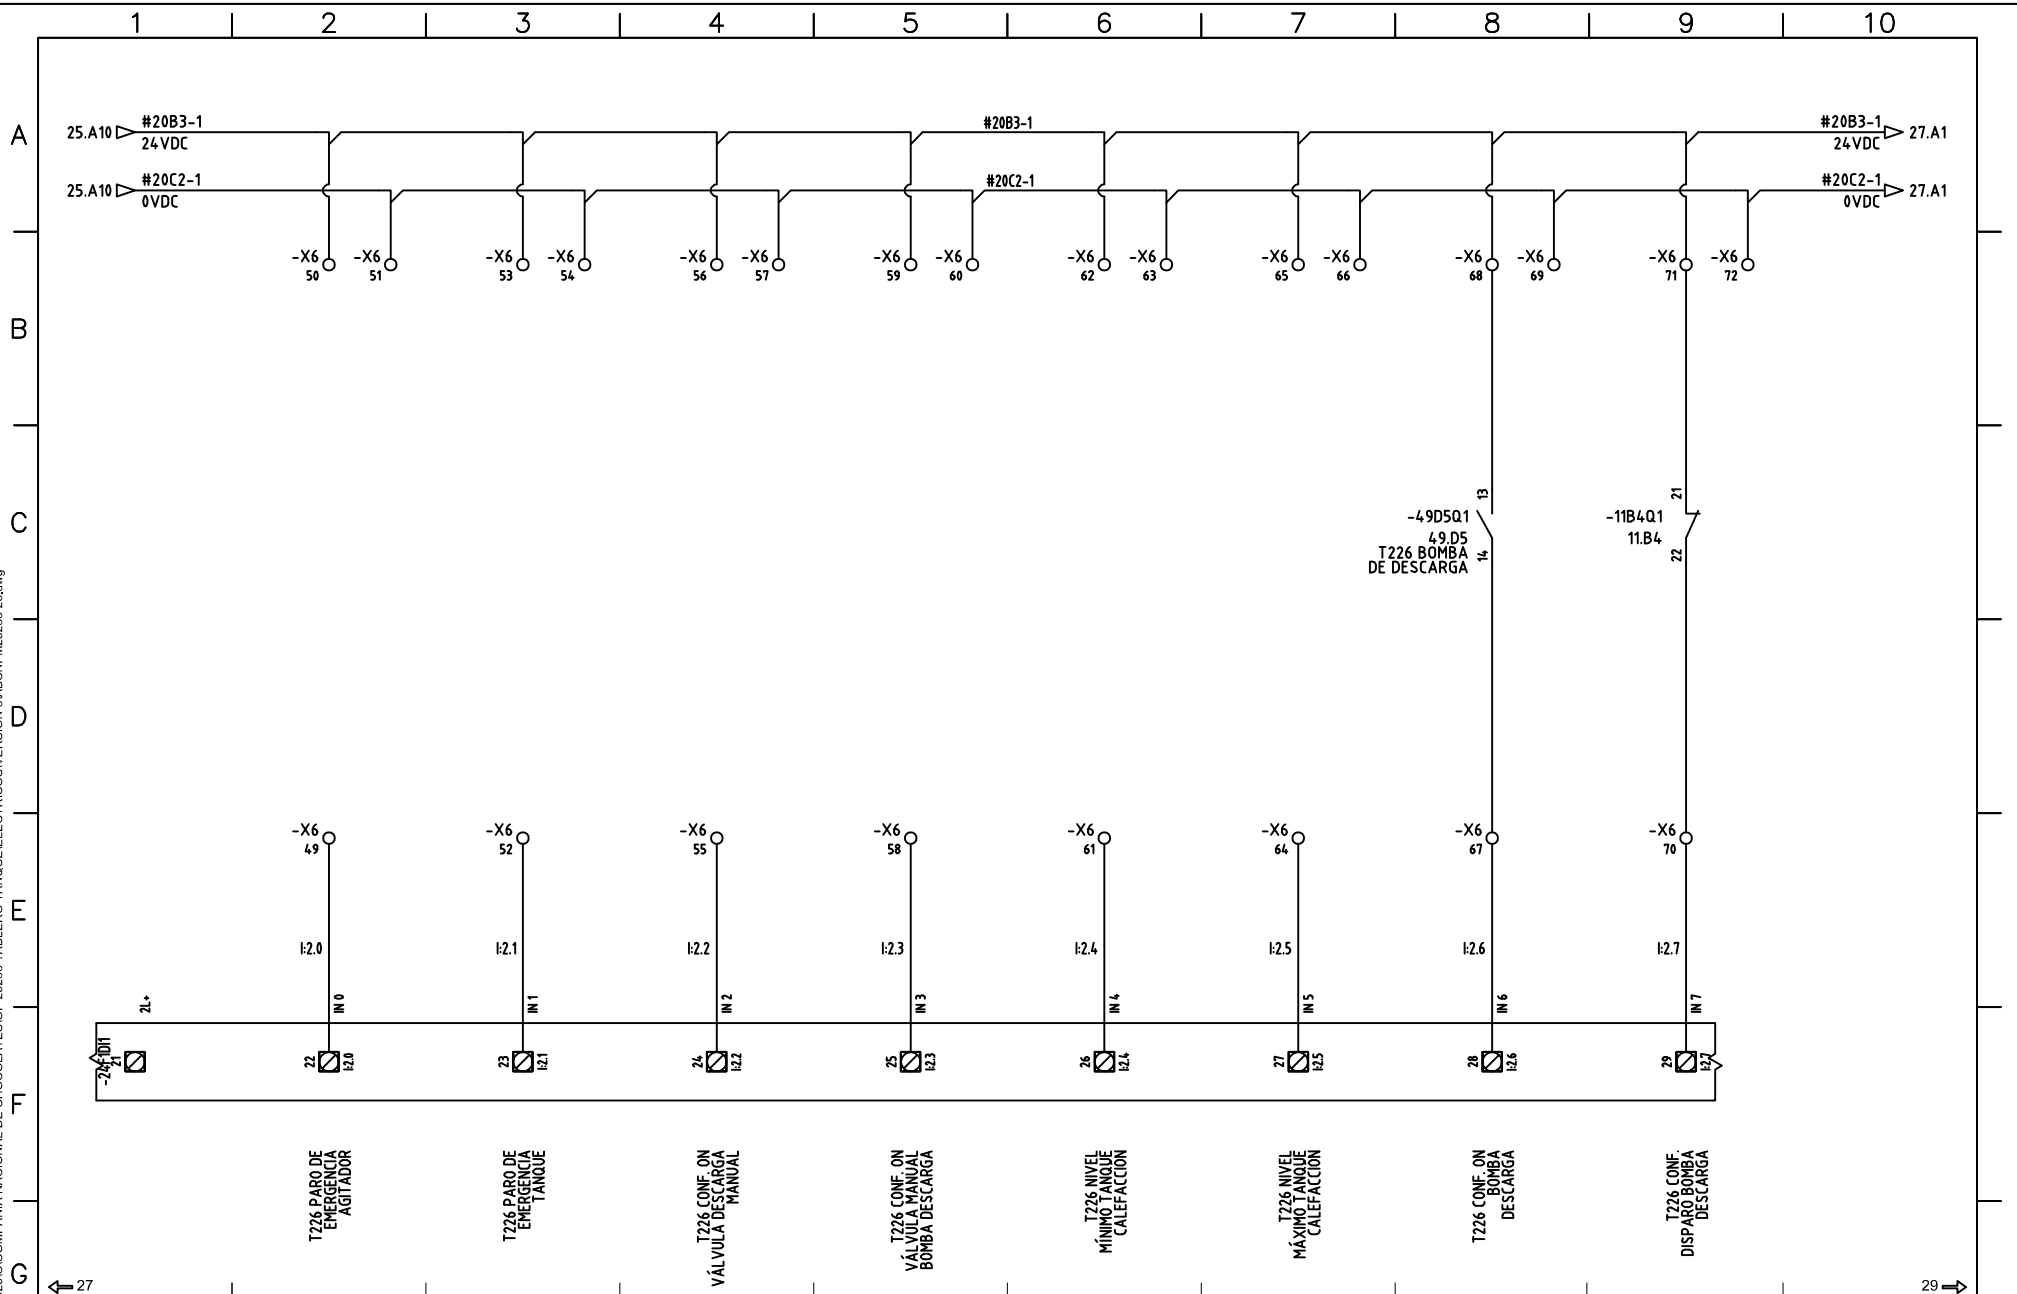 1 2 3 4 5 6 7 8 9 10
A
B
C
D
E
F
G
25.A10 #20B3-1 #20B3-1 #20B3-1 27.A1
24VDC 24VDC
25.A10 #20C2-1 #20C2-1 #20C2-1 27.A1
0VDC 0VDC
-X6 -X6 -X6 -X6 -X6 -X6 -X6 -X6 -X6 -X6 -X6 -X6 -X6 -X6 -X6 -X6
50 51 53 54 56 57 59 60 62 63 65 66 68 69 71 72
13 21
-49D5Q1 -11B4Q1
49.D5 11.B4
T226 BOMBA
DE DESCARGA
14 22
-X6 -X6 -X6 -X6 -X6 -X6 -X6 -X6
49 52 55 58 61 64 67 70
I:2.0 I:2.1 I:2.2 I:2.3 I:2.4 I:2.5 I:2.6 I:2.7
2L+ IN 0 IN 1 IN 2 IN 3 IN 4 IN 5 IN 6 IN 7
-24F1DI1
21 22 23 24 25 26 27 28 29
I:2.0 I:2.1 I:2.2 I:2.3 I:2.4 I:2.5 I:2.6 I:2.7
T226 PARO DE
EMERGENCIA
AGITADOR
T226 PARO DE
EMERGENCIA
TANQUE
T226 CONF. ON
VÁLVULA DESCARGA
MANUAL
T226 CONF. ON
VÁLVULA MANUAL
BOMBA DESCARGA
T226 NIVEL
MÍNIMO TANQUE
CALEFACCION
T226 NIVEL
MÁXIMO TANQUE
CALEFACCION
T226 CONF. ON
BOMBA
DESCARGA
T226 CONF.
DISPARO BOMBA
DESCARGA
27 29